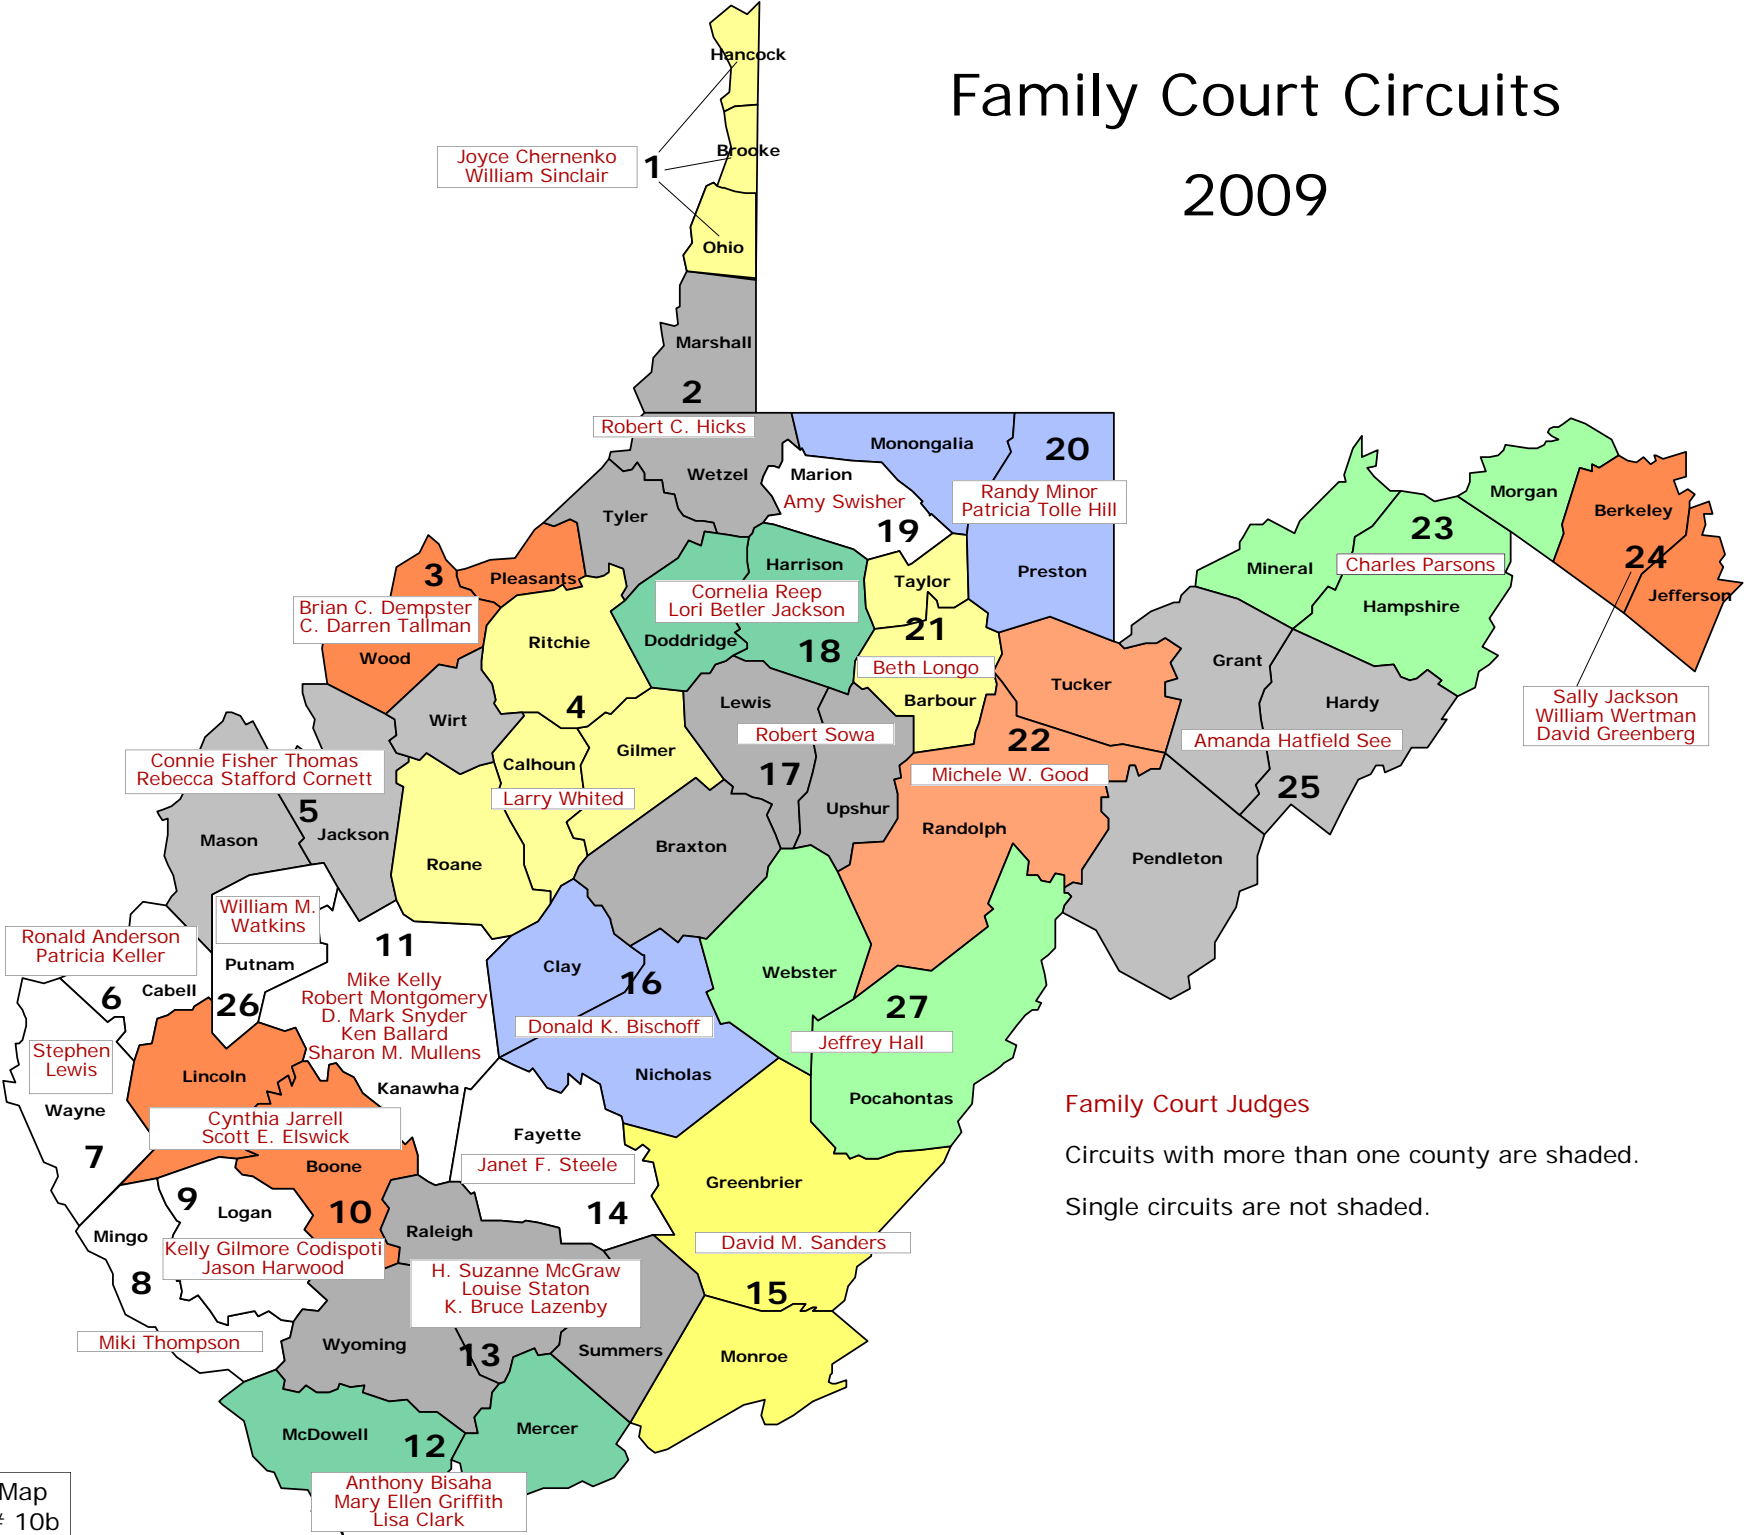 Family Court Circuits
2009
Hancock
Brooke
Joyce Chernenko
William Sinclair
1
Ohio
Marshall
2
Robert C. Hicks
Wetzel
Tyler
Monongalia
20
Randy Minor
Patricia Tolle Hill
Preston
Marion
Amy Swisher
19
3
Pleasants
Brian C. Dempster
C. Darren Tallman
Wood
Harrison
Cornelia Reep
Lori Betler Jackson
Doddridge
18
Taylor
21
Beth Longo
Barbour
Ritchie
4
Calhoun
Gilmer
Larry Whited
Roane
Wirt
Lewis
Robert Sowa
17
Upshur
Braxton
Tucker
22
Michele W. Good
Randolph
Mineral
23
Charles Parsons
Hampshire
Morgan
Berkeley
24
Jefferson
Sally Jackson
William Wertman
David Greenberg
Grant
Hardy
Amanda Hatfield See
25
Pendleton
Connie Fisher Thomas
Rebecca Stafford Cornett
5
Jackson
Mason
William M.
Watkins
Putnam
26
Ronald Anderson
Patricia Keller
Cabell
6
11
Mike Kelly
Robert Montgomery
D. Mark Snyder
Ken Ballard
Sharon M. Mullens
Kanawha
Clay
16
Donald K. Bischoff
Nicholas
Webster
27
Jeffrey Hall
Pocahontas
Stephen
Lewis
Wayne
7
Lincoln
Cynthia Jarrell
Scott E. Elswick
Boone
10
9
Logan
Kelly Gilmore Codispoti
Jason Harwood
Mingo
8
Miki Thompson
Fayette
Janet F. Steele
14
Raleigh
H. Suzanne McGraw
Louise Staton
K. Bruce Lazenby
Wyoming
13
Summers
Greenbrier
David M. Sanders
15
Monroe
McDowell
12
Mercer
Anthony Bisaha
Mary Ellen Griffith
Lisa Clark
Family Court Judges
Circuits with more than one county are shaded.
Single circuits are not shaded.
Map
# 10b